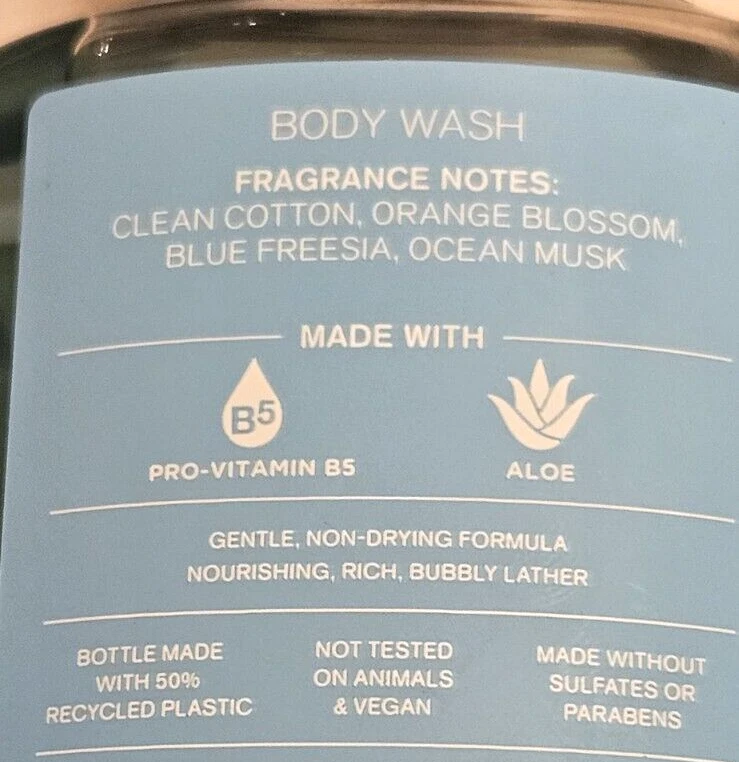 BODY WASH
FRAGRANCE NOTES:
CLEAN COTTON, ORANGE BLOSSOM,
BLUE FREESIA, OCEAN MUSK
MADE WITH
B5
PRO-VITAMIN B5
ALOE
GENTLE, NON-DRYING FORMULA
NOURISHING, RICH, BUBBLY LATHER
BOTTLE MADE
WITH 50%
RECYCLED PLASTIC
NOT TESTED
ON ANIMALS
& VEGAN
MADE WITHOUT
SULFATES OR
PARABENS